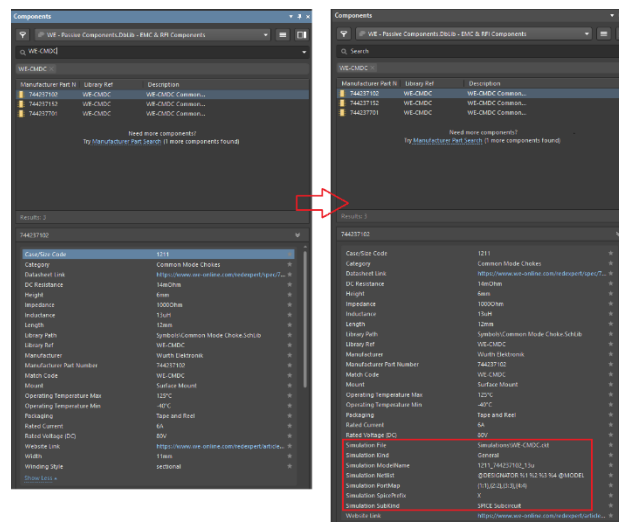 Components
WE - Passive Components.DbLib - EMC & RFI Components
WE-CMDC
WE-CMDC
Manufacturer Part N Library Ref Description
744237102 WE-CMDC WE-CMDC Common...
744237152 WE-CMDC WE-CMDC Common...
744237701 WE-CMDC WE-CMDC Common...
Need more components?
Try Manufacturer Part Search (1 more components found)
Results: 3
744237102
Case/Size Code 1211
Category Common Mode Chokes
Datasheet Link https://www.we-online.com/redexpert/spec/7...
DC Resistance 14mOhm
Height 6mm
Impedance 1000Ohm
Inductance 13uH
Length 12mm
Library Path Symbols\Common Mode Choke.SchLib
Library Ref WE-CMDC
Manufacturer Wurth Elektronik
Manufacturer Part Number 744237102
Match Code WE-CMDC
Mount Surface Mount
Operating Temperature Max 125°C
Operating Temperature Min -40°C
Packaging Tape and Reel
Rated Current 6A
Rated Voltage (DC) 80V
Website Link https://www.we-online.com/redexpert/article...
Width 11mm
Winding Style sectional
Show Less
Components
WE - Passive Components.DbLib - EMC & RFI Components
Search
WE-CMDC
Manufacturer Part N Library Ref Description
744237102 WE-CMDC WE-CMDC Common...
744237152 WE-CMDC WE-CMDC Common...
744237701 WE-CMDC WE-CMDC Common...
Need more components?
Try Manufacturer Part Search (1 more components found)
Results: 3
744237102
Case/Size Code 1211
Category Common Mode Chokes
Datasheet Link https://www.we-online.com/redexpert/spec/7...
DC Resistance 14mOhm
Height 6mm
Impedance 1000Ohm
Inductance 13uH
Length 12mm
Library Path Symbols\Common Mode Choke.SchLib
Library Ref WE-CMDC
Manufacturer Wurth Elektronik
Manufacturer Part Number 744237102
Match Code WE-CMDC
Mount Surface Mount
Operating Temperature Max 125°C
Operating Temperature Min -40°C
Packaging Tape and Reel
Rated Current 6A
Rated Voltage (DC) 80V
Simulation File Simulations\WE-CMDC.ckt
Simulation Kind General
Simulation ModelName 1211_744237102_13u
Simulation Netlist @DESIGNATOR %1 %2 %3 %4 @MODEL
Simulation PortMap (1:1),(2:2),(3:3),(4:4)
Simulation SpicePrefix X
Simulation SubKind SPICE Subcircuit
Website Link https://www.we-online.com/redexpert/article...